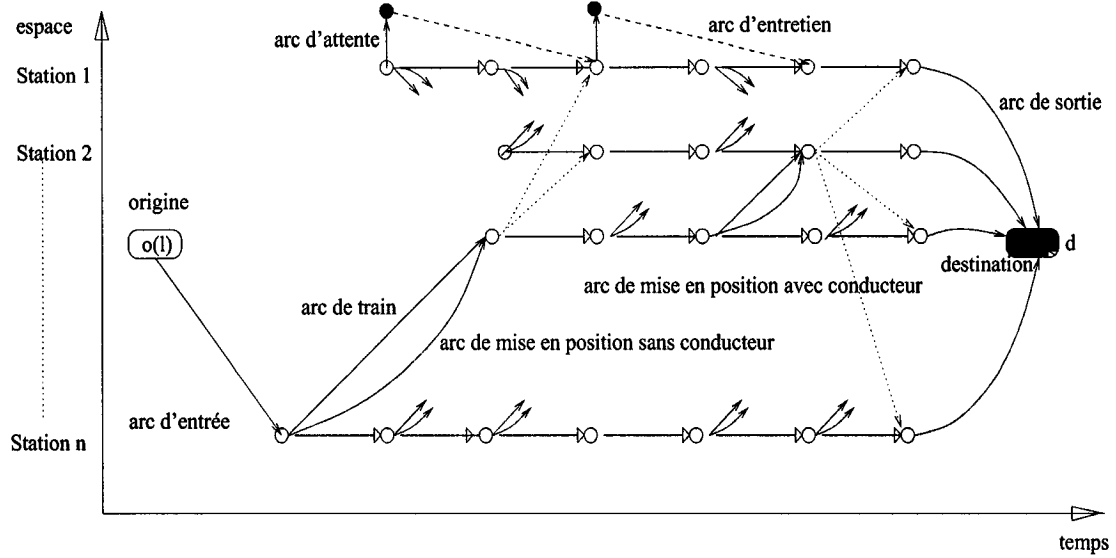 espace
arc d'attente
arc d'entretien
Station 1
arc de sortie
Station 2
origine
o(l)
d
destination
arc de mise en position avec conducteur
arc de train
arc de mise en position sans conducteur
arc d'entrée
Station n
temps